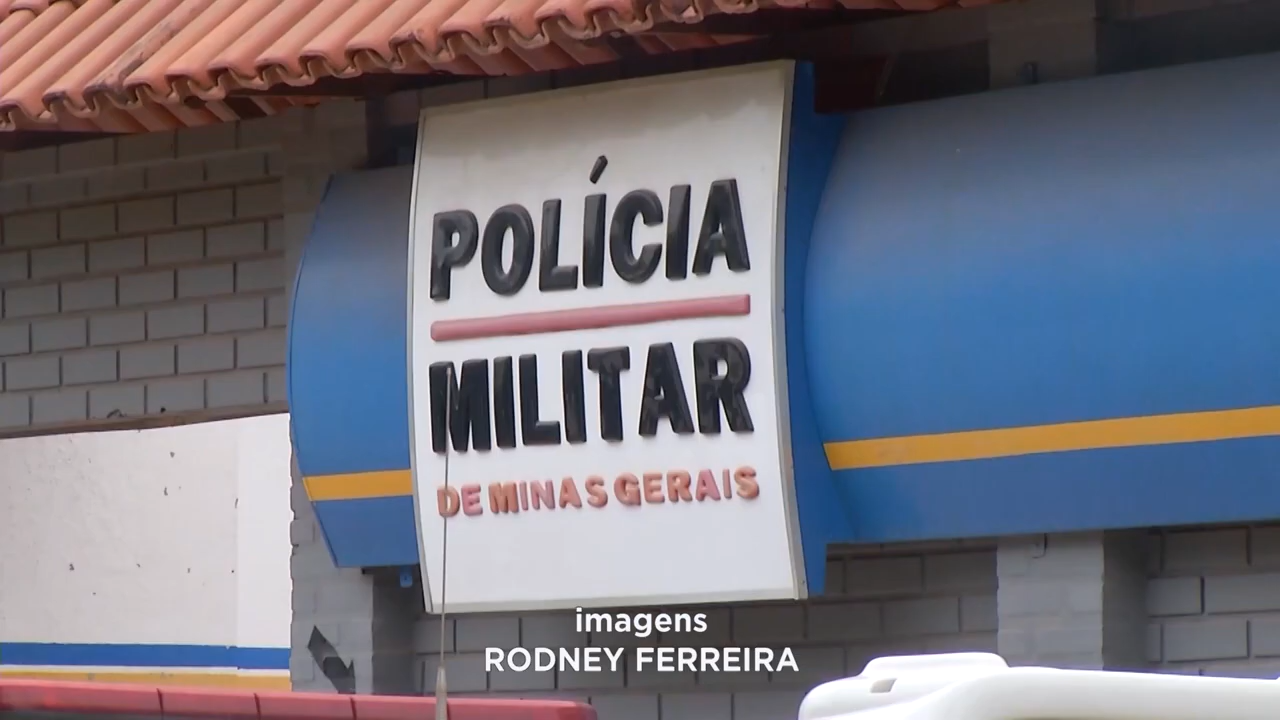 POLÍCIA
MILITAR
DE MINAS GERAIS
imagens
RODNEY FERREIRA